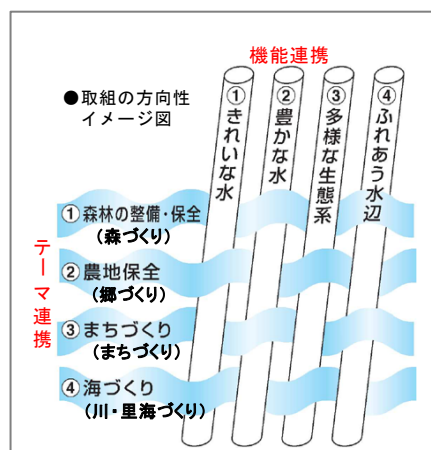 機能連携
●取組の方向性
イメージ図
①きれいな水
②豊かな水
③多様な生態系
④ふれあう水辺
テーマ連携
①森林の整備・保全
(森づくり)
②農地保全
(郷づくり)
③まちづくり
(まちづくり)
④海づくり
(川・里海づくり)